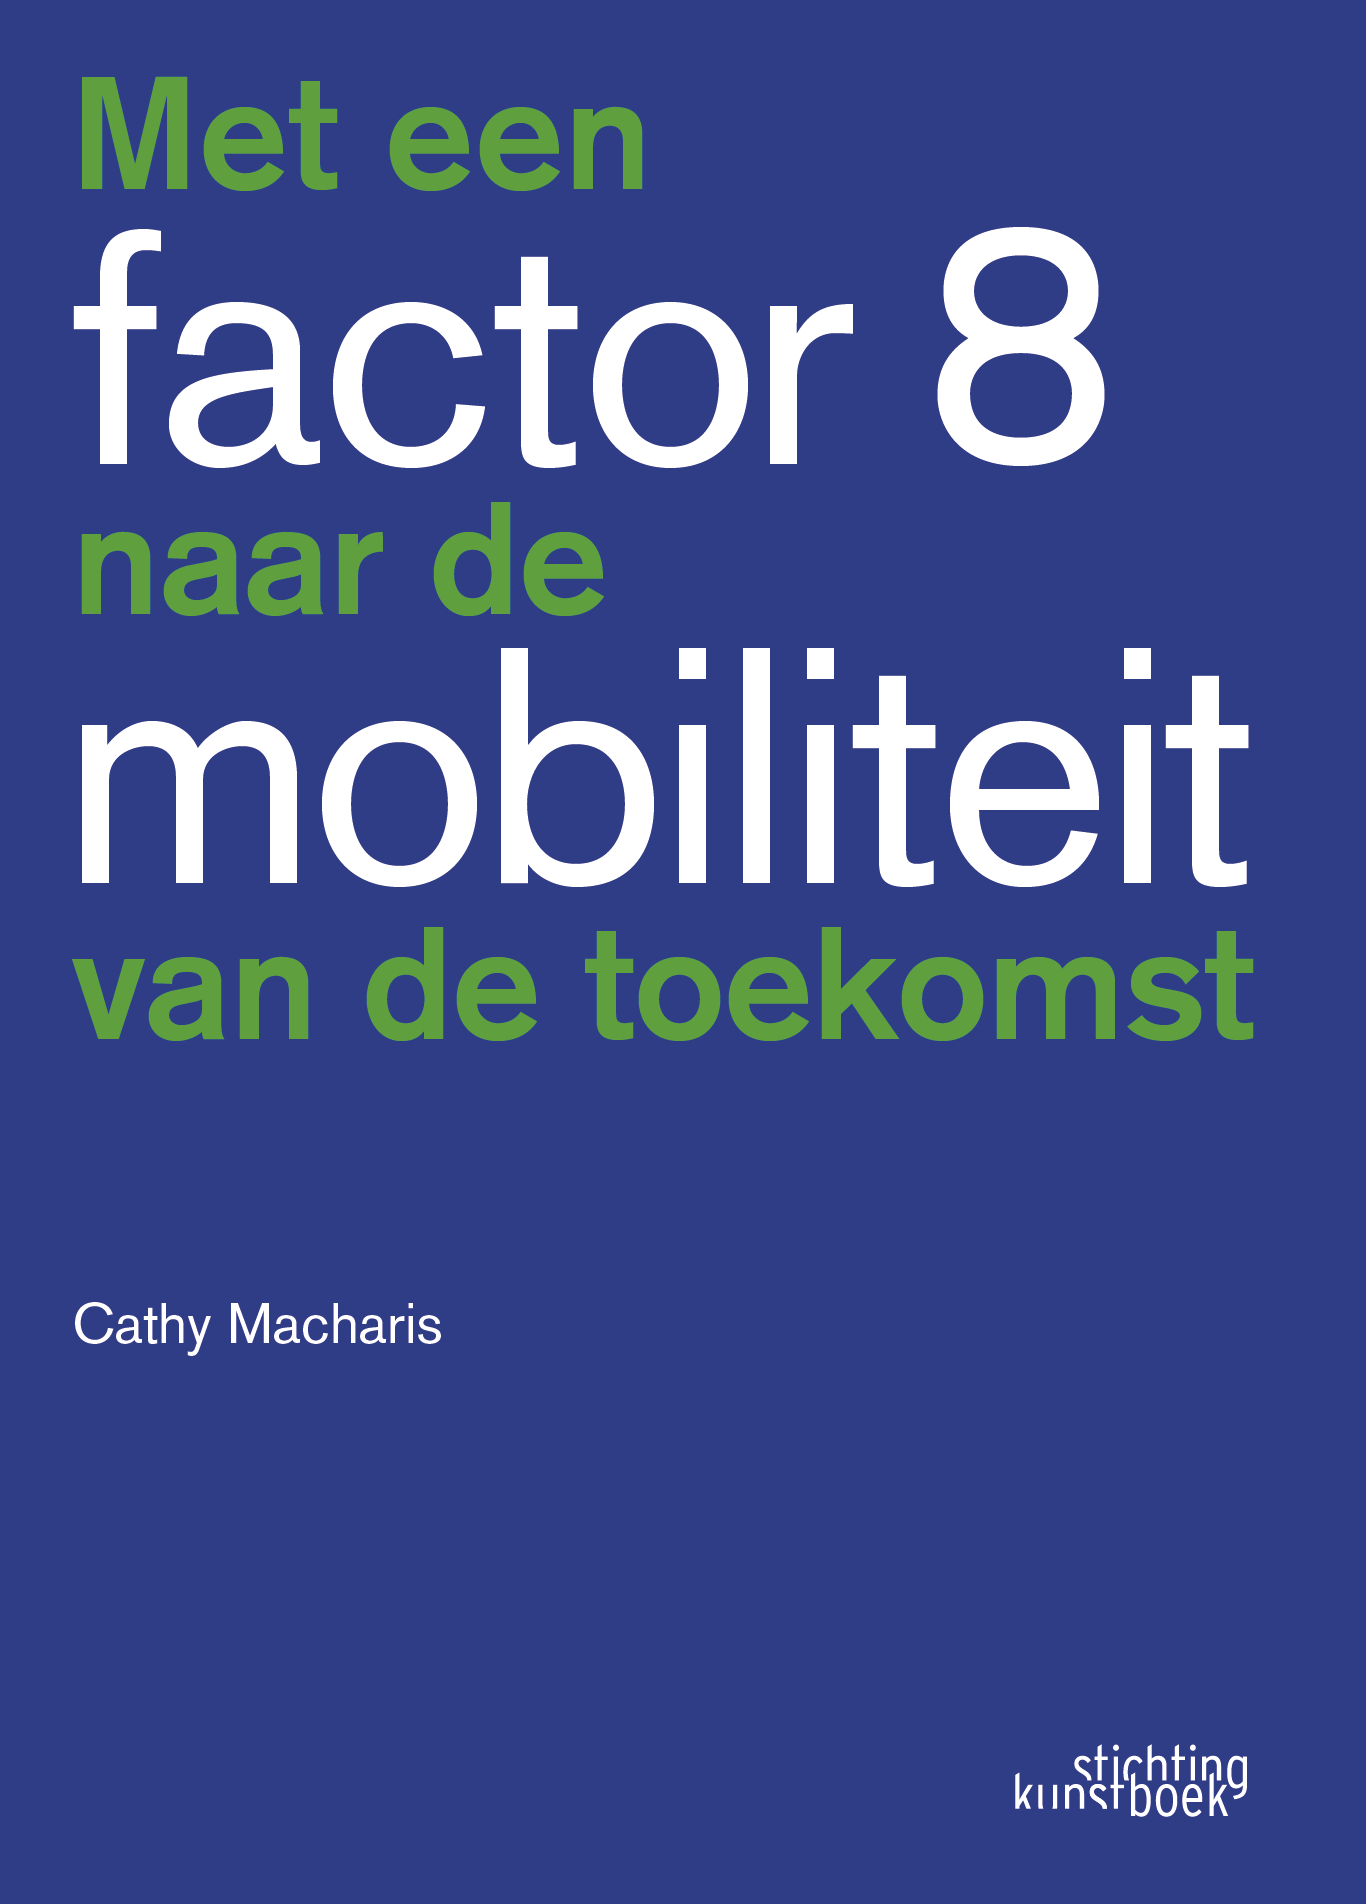 Met een
factor 8
naar de
mobiliteit
van de toekomst
Cathy Macharis
stichting
kunstboek